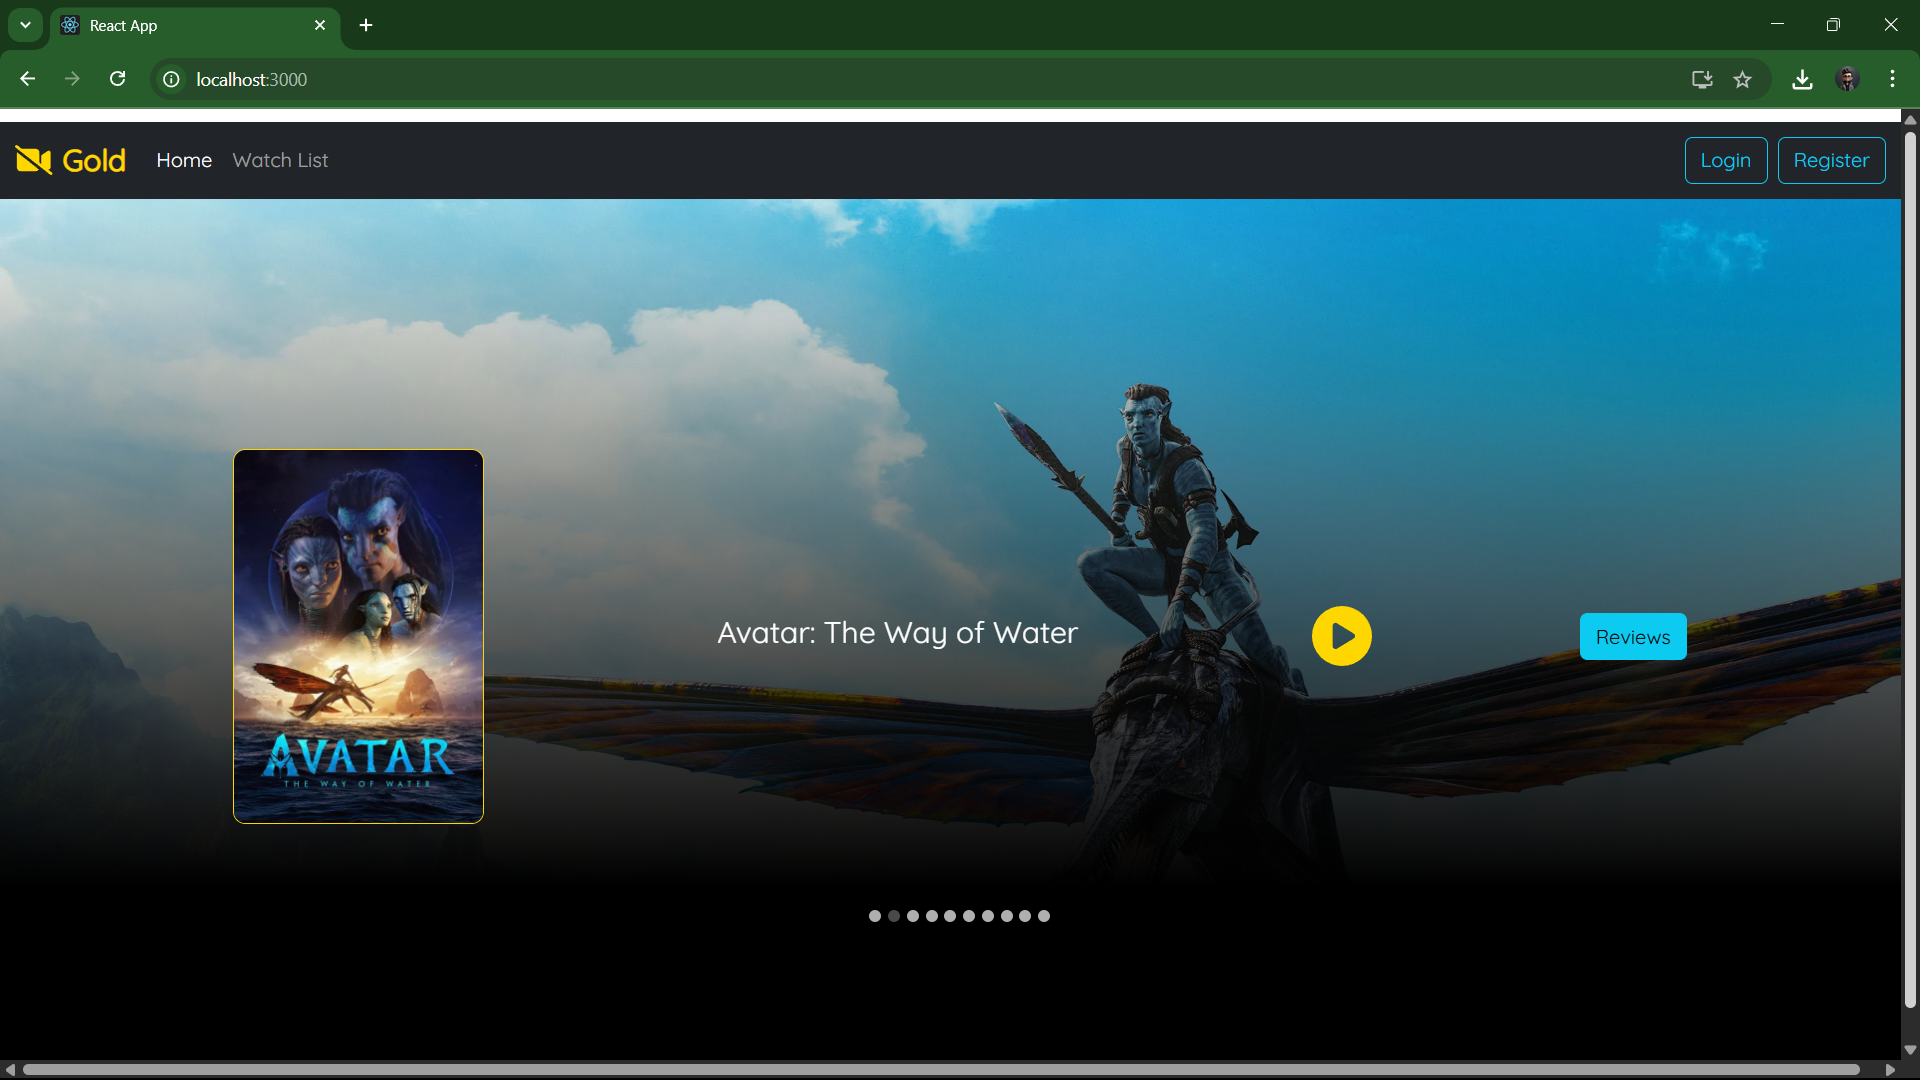 React App
localhost:3000
Gold
Home
Watch List
Login
Register
AVATAR
THE WAY OF WATER
Avatar: The Way of Water
Reviews